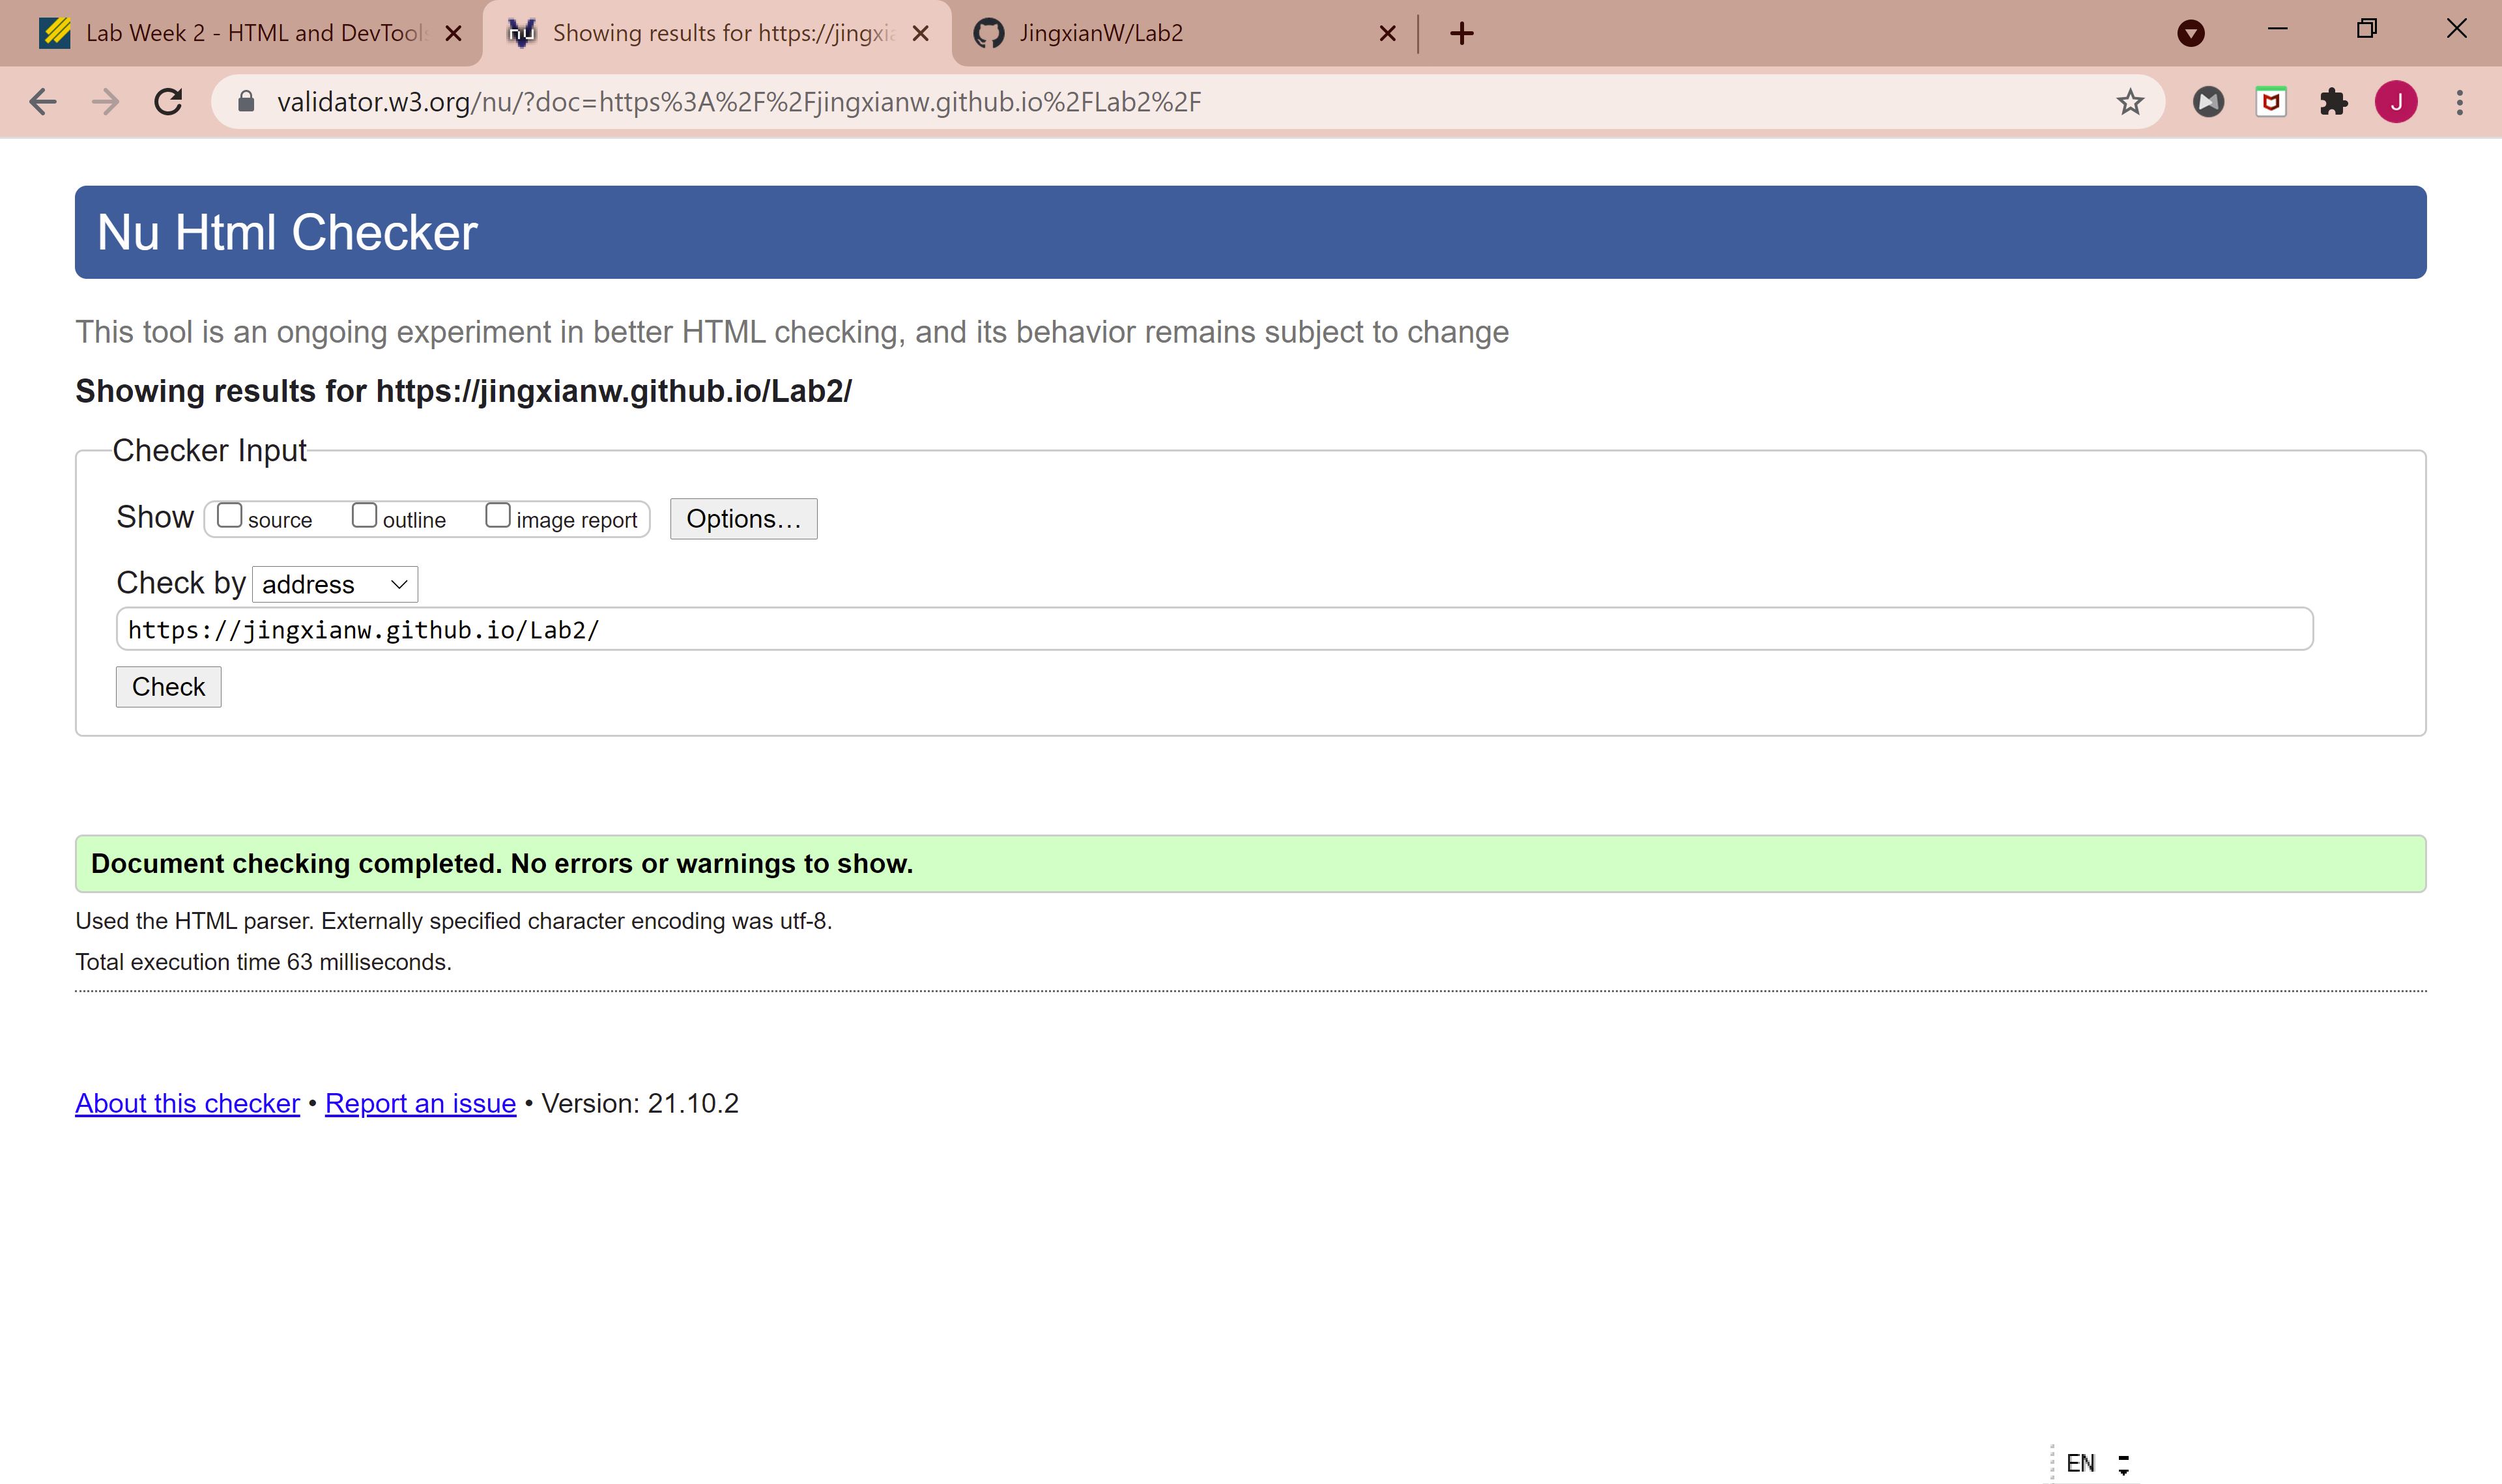 Lab Week 2 - HTML and DevTools
nu Showing results for https://jingxia
JingxianW/Lab2
validator.w3.org/nu/?doc=https%3A%2F%2Fjingxianw.github.io%2FLab2%2F
J
Nu Html Checker
This tool is an ongoing experiment in better HTML checking, and its behavior remains subject to change
Showing results for https://jingxianw.github.io/Lab2/
Checker Input
Show source outline image report Options...
Check by address
https://jingxianw.github.io/Lab2/
Check
Document checking completed. No errors or warnings to show.
Used the HTML parser. Externally specified character encoding was utf-8.
Total execution time 63 milliseconds.
About this checker • Report an issue • Version: 21.10.2
EN